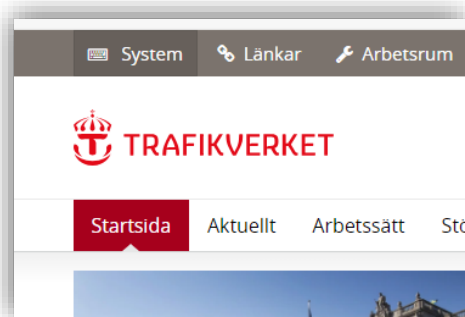 System Länkar Arbetsrum
TRAFIKVERKET
Startsida Aktuellt Arbetssätt